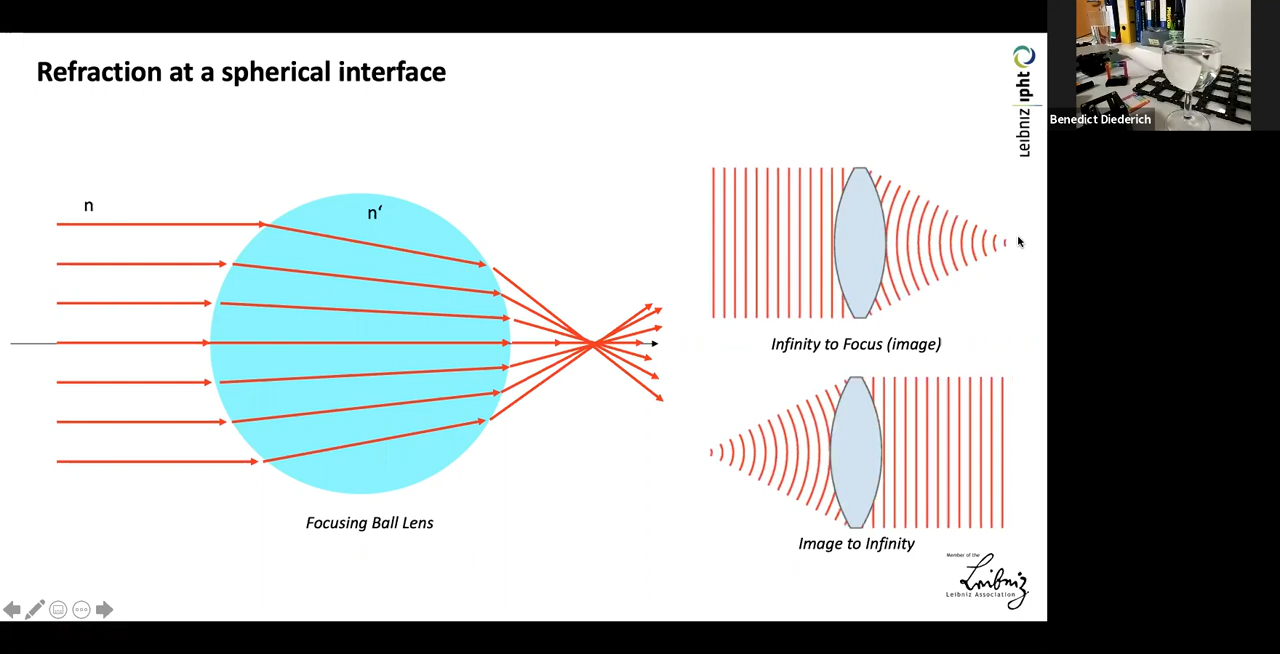 Refraction at a spherical interface
n
n‘
Focusing Ball Lens
Infinity to Focus (image)
Image to Infinity
Leibniz ipht
Member of the
Leibniz
Leibniz Association
Benedict Diederich